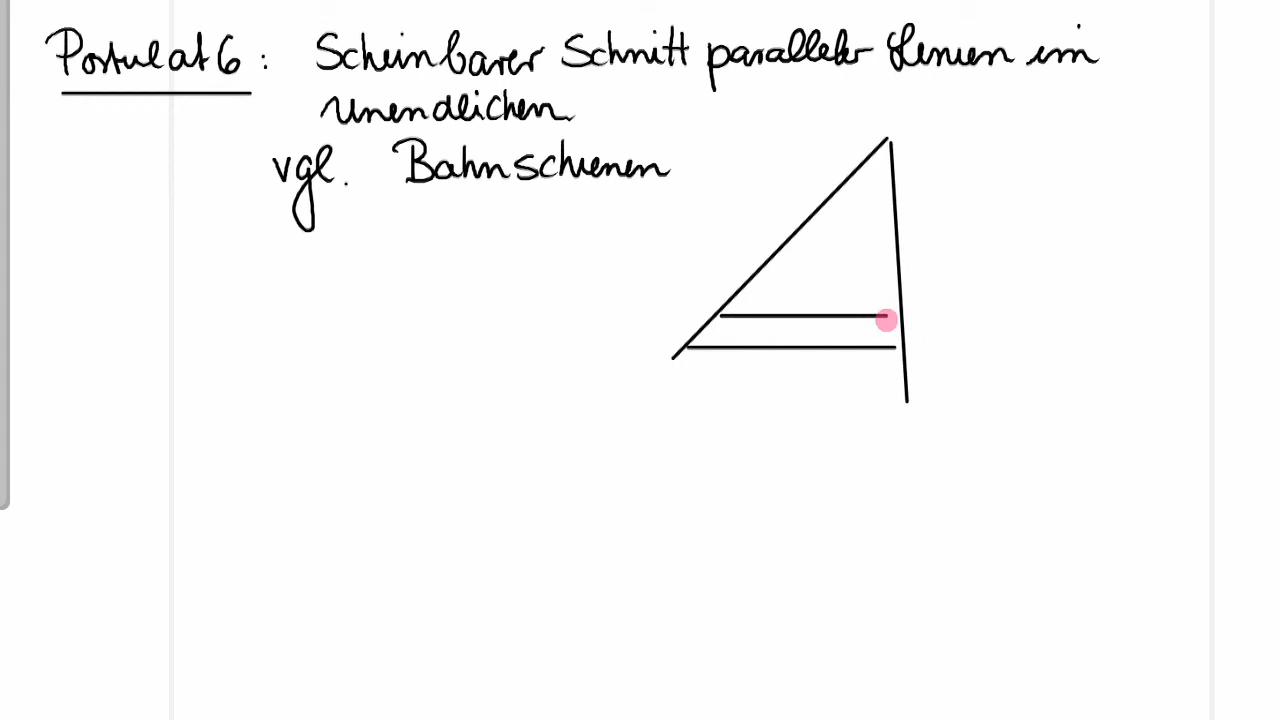 Postulat 6 : Scheinbarer Schnitt paralleler Linien im
Unendlichen
vgl. Bahnschienen